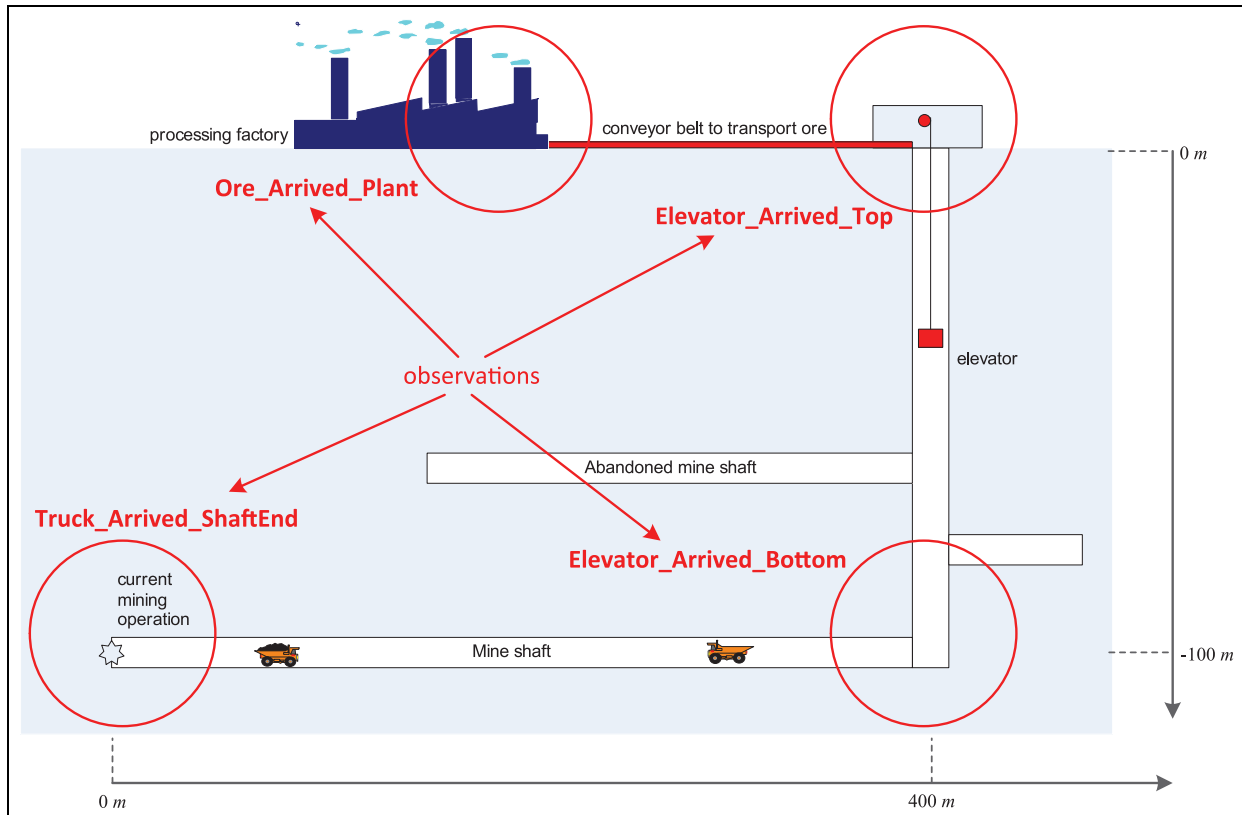 processing factory
conveyor belt to transport ore
0 m
Ore_Arrived_Plant
Elevator_Arrived_Top
elevator
observations
Abandoned mine shaft
Truck_Arrived_ShaftEnd
Elevator_Arrived_Bottom
current
mining
operation
Mine shaft
-100 m
0 m
400 m